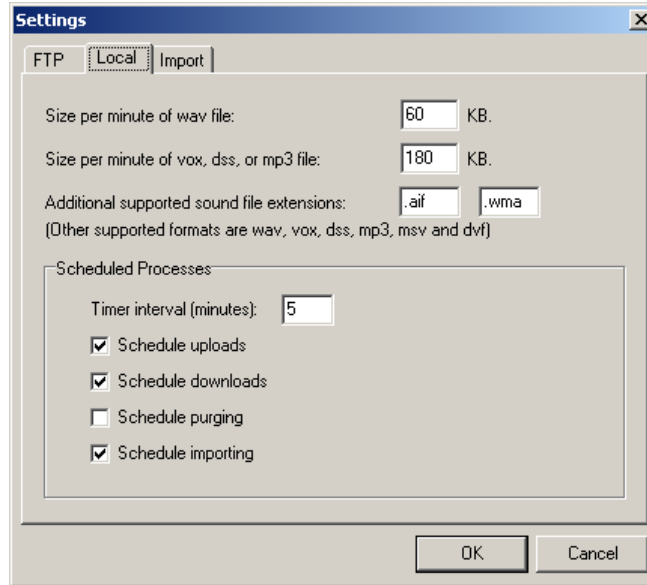 Settings
FTP Local Import
Size per minute of wav file: 60 KB.
Size per minute of vox, dss, or mp3 file: 180 KB.
Additional supported sound file extensions: .aif .wma
(Other supported formats are wav, vox, dss, mp3, msv and dvf)
Scheduled Processes
Timer interval (minutes): 5
Schedule uploads
Schedule downloads
Schedule purging
Schedule importing
OK Cancel